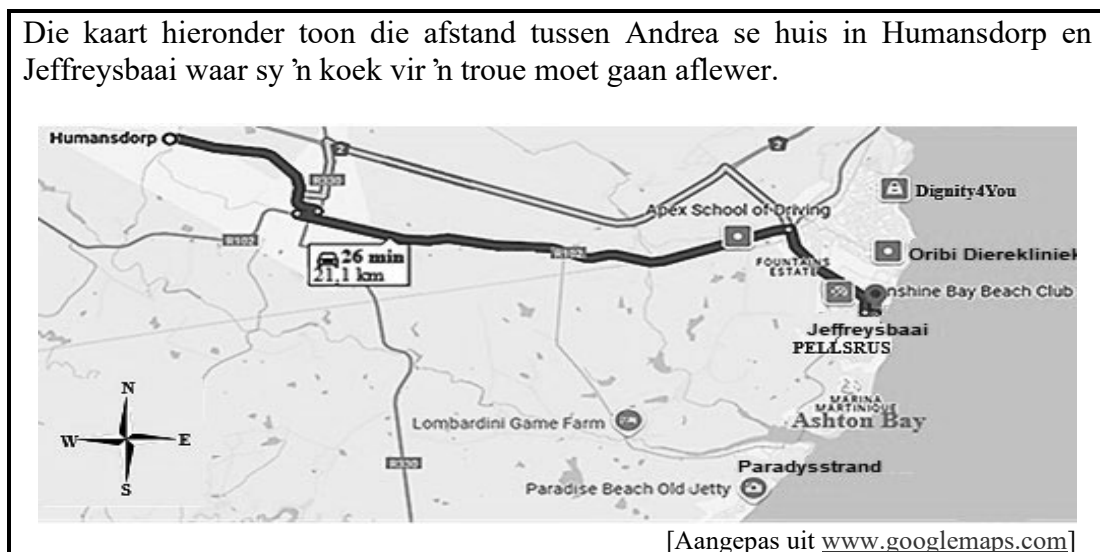 Die kaart hieronder toon die afstand tussen Andrea se huis in Humansdorp en
Jeffreysbaai waar sy ’n koek vir ’n troue moet gaan aflewer.
Humansdorp
2
2
R330
Dignity4You
Apex School of Driving
R102
26 min
21,1 km
R102
FOUNTAINS
ESTATE
Oribi Dierekliniek
nshine Bay Beach Club
Jeffreysbaai
PELLSRUS
N
W
E
S
MARINA
MARTINIQUE
Lombardini Game Farm
Ashton Bay
R330
Paradysstrand
Paradise Beach Old Jetty
[Aangepas uit www.googlemaps.com]